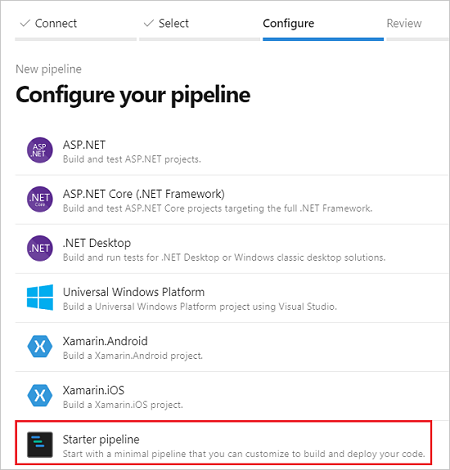 Connect Select Configure Review
New pipeline
Configure your pipeline
ASP.NET
ASP
.NET
Build and test ASP.NET projects.
ASP.NET Core (.NET Framework)
.NET
Core
Build and test ASP.NET Core projects targeting the full .NET Framework.
.NET Desktop
.NET
Build and run tests for .NET Desktop or Windows classic desktop solutions.
Universal Windows Platform
Build a Universal Windows Platform project using Visual Studio.
Xamarin.Android
Build a Xamarin.Android project.
Xamarin.iOS
Build a Xamarin.iOS project.
Starter pipeline
Start with a minimal pipeline that you can customize to build and deploy your code.